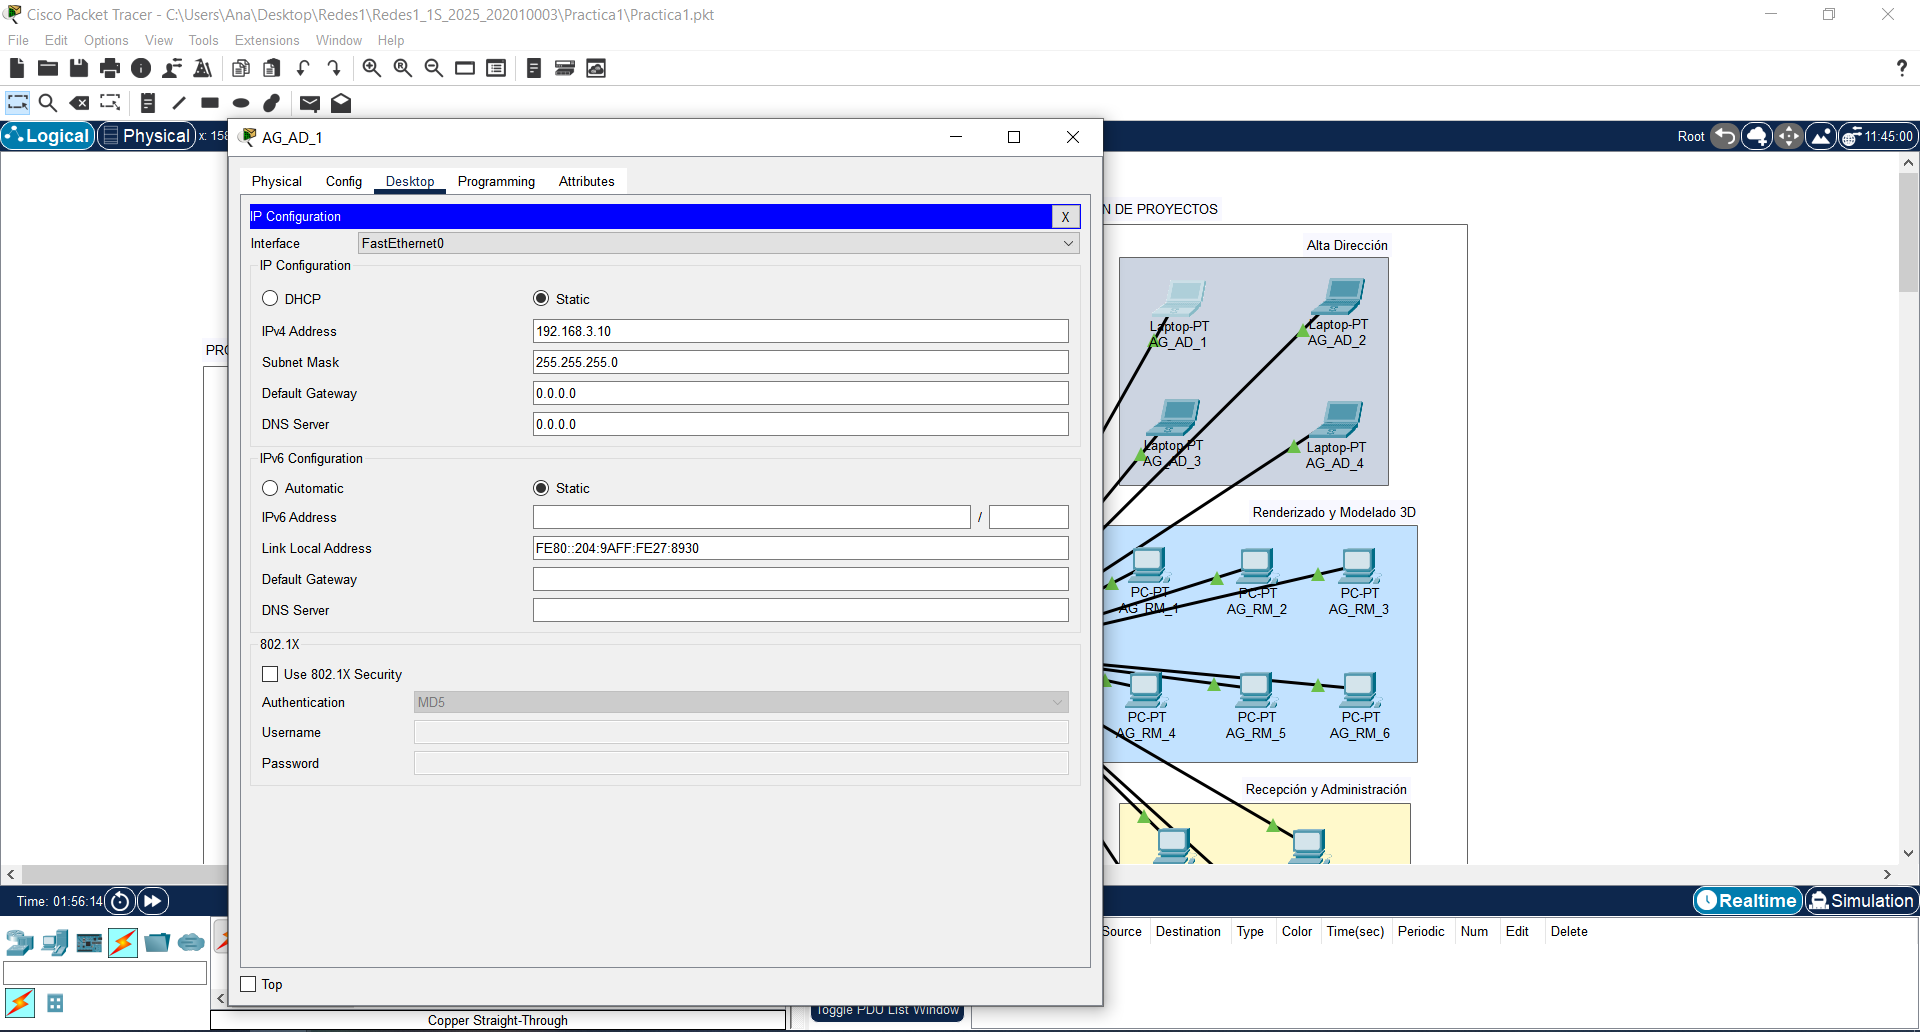 Cisco Packet Tracer - C:\Users\Ana\Desktop\Redes1\Redes1_1S_2025_202010003\Practica1\Practica1.pkt
File Edit Options View Tools Extensions Window Help
?
Logical Physical x: 158
Root 11:45:00
AG_AD_1
Physical Config Desktop Programming Attributes
IP Configuration X
Interface FastEthernet0
IP Configuration
DHCP Static
IPv4 Address 192.168.3.10
Subnet Mask 255.255.255.0
Default Gateway 0.0.0.0
DNS Server 0.0.0.0
IPv6 Configuration
Automatic Static
IPv6 Address /
Link Local Address FE80::204:9AFF:FE27:8930
Default Gateway
DNS Server
802.1X
Use 802.1X Security
Authentication MD5
Username
Password
Top
PRO
N DE PROYECTOS
Alta Dirección
Laptop-PT
AG_AD_1
Laptop-PT
AG_AD_2
Laptop-PT
AG_AD_3
Laptop-PT
AG_AD_4
Renderizado y Modelado 3D
PC-PT
AG_RM_1
PC-PT
AG_RM_2
PC-PT
AG_RM_3
PC-PT
AG_RM_4
PC-PT
AG_RM_5
PC-PT
AG_RM_6
Recepción y Administración
Time: 01:56:14
Realtime Simulation
Source Destination Type Color Time(sec) Periodic Num Edit Delete
Toggle PDU List Window
Copper Straight-Through